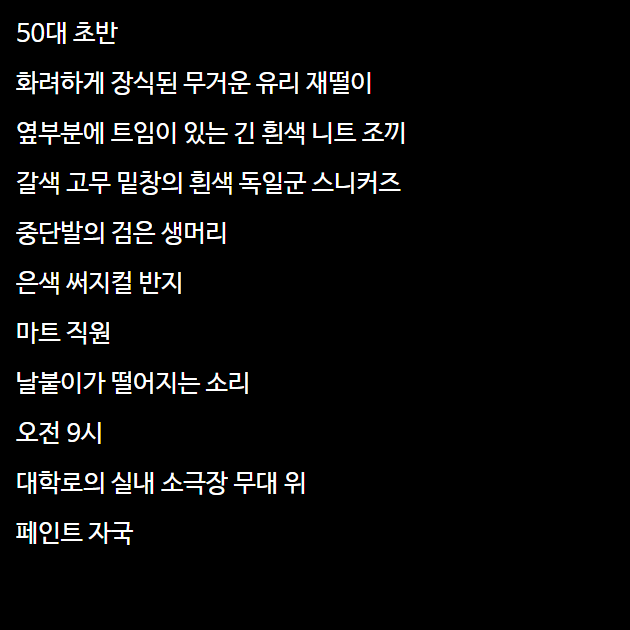 50대 초반
화려하게 장식된 무거운 유리 재떨이
옆부분에 트임이 있는 긴 흰색 니트 조끼
갈색 고무 밑창의 흰색 독일군 스니커즈
중단발의 검은 생머리
은색 써지컬 반지
마트 직원
날붙이가 떨어지는 소리
오전 9시
대학로의 실내 소극장 무대 위
페인트 자국